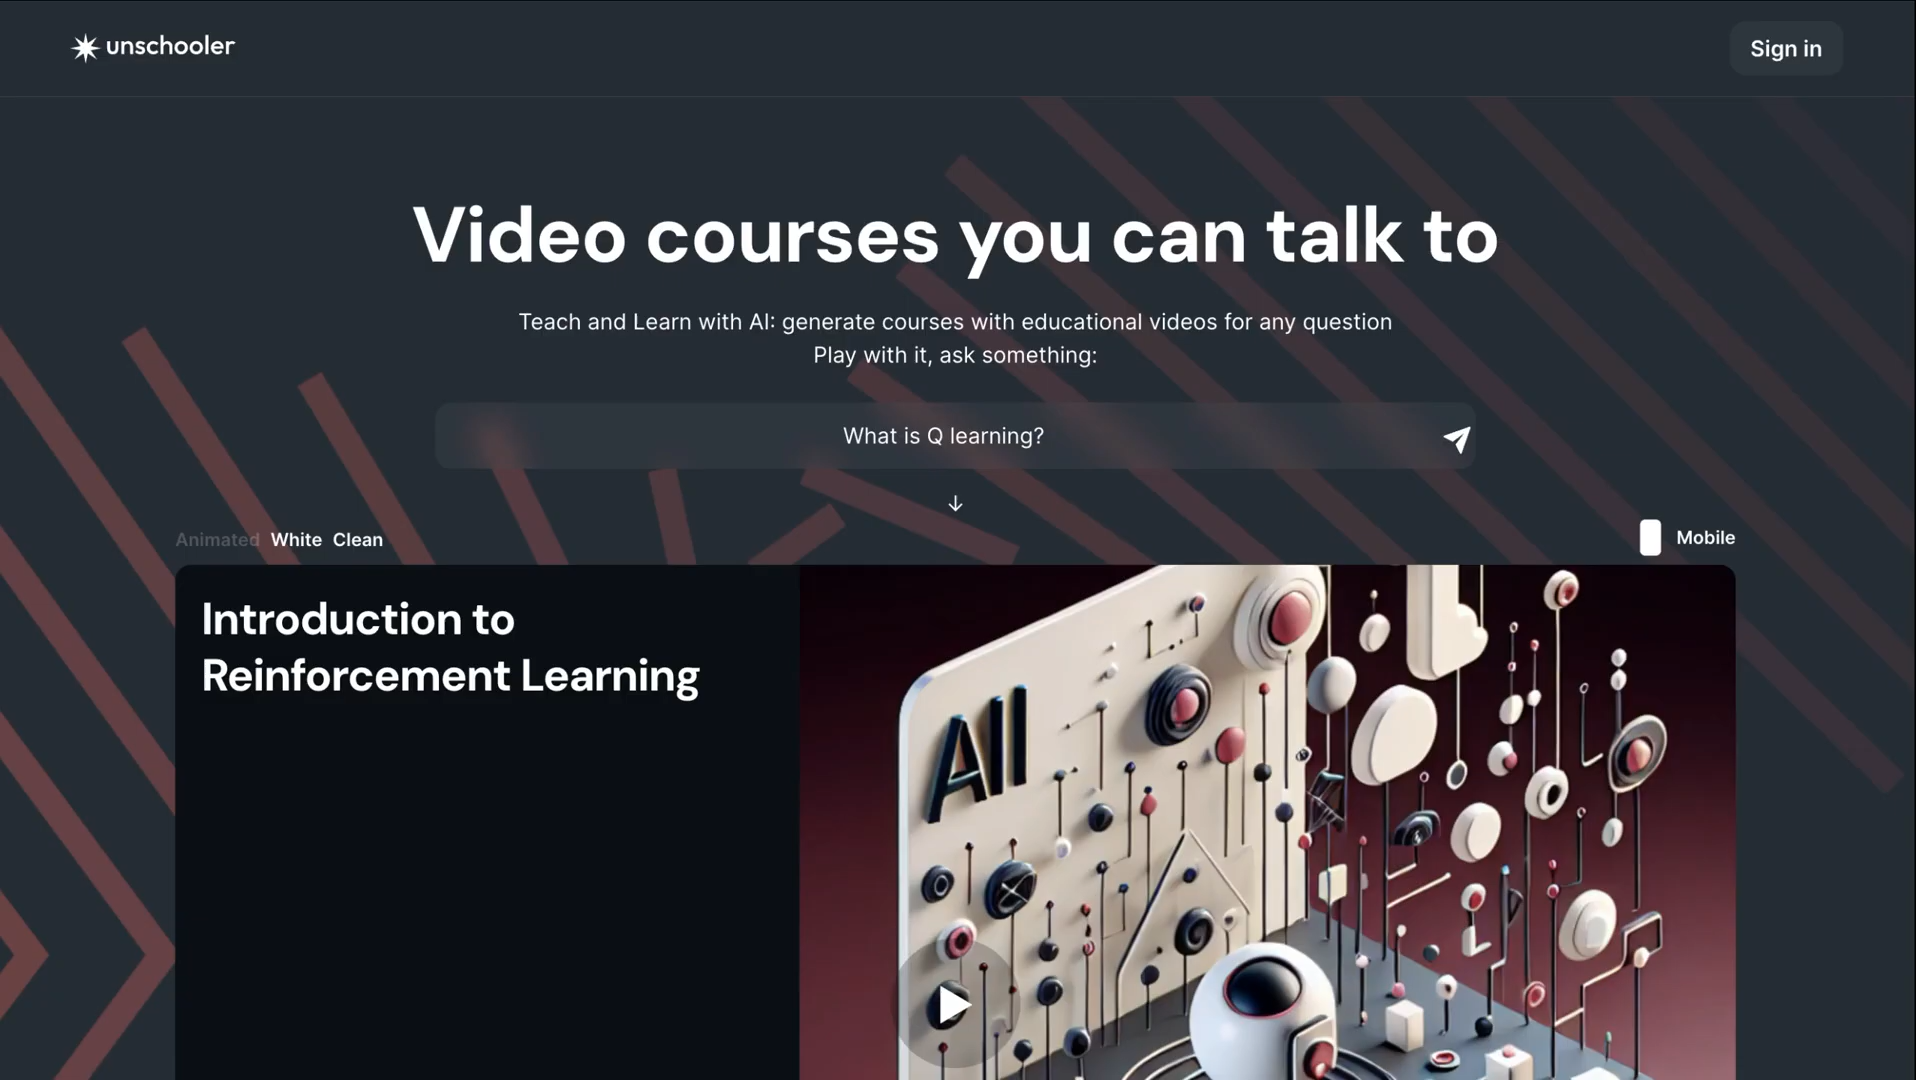 unschooler
Sign in
Video courses you can talk to
Teach and Learn with AI: generate courses with educational videos for any question
Play with it, ask something:
What is Q learning?
Animated White Clean
Mobile
Introduction to
Reinforcement Learning
AI